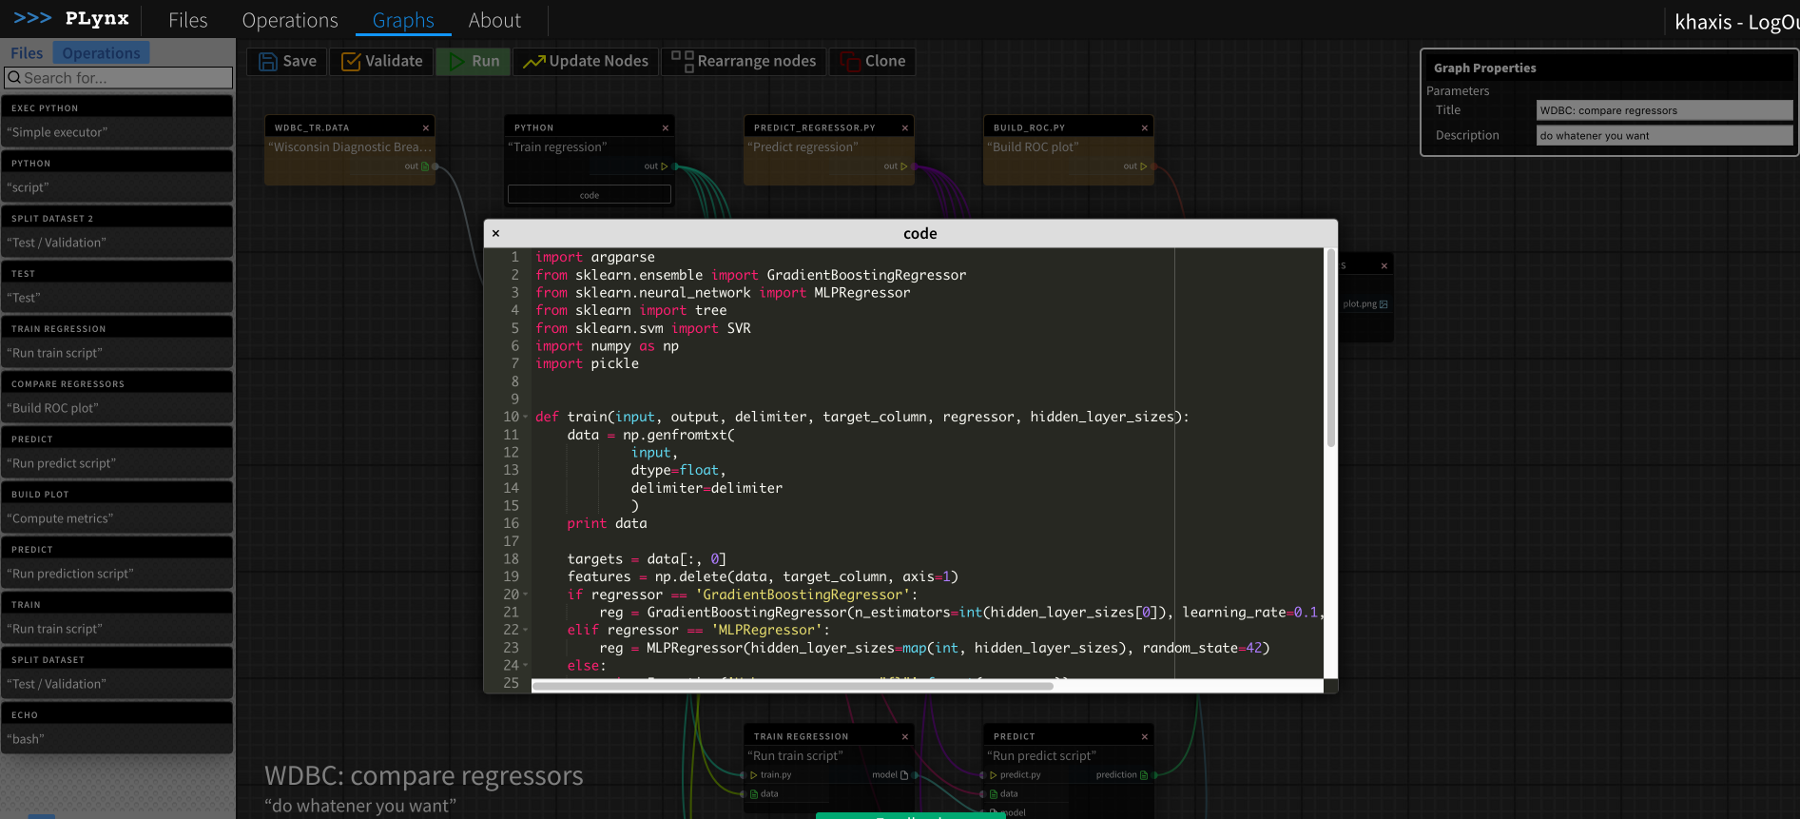 >>> PLynx
Files
Operations
Graphs
About
khaxis -
Files
Operations
Search for...
EXEC PYTHON
“Simple executor”
PYTHON
“script”
SPLIT DATASET 2
“Test / Validation”
TEST
“Test”
TRAIN REGRESSION
“Run train script”
COMPARE REGRESSORS
“Build ROC plot”
PREDICT
“Run predict script”
BUILD PLOT
“Compute metrics”
PREDICT
“Run prediction script”
TRAIN
“Run train script”
SPLIT DATASET
“Test / Validation”
ECHO
“bash”
Save
Validate
Run
Update Nodes
Rearrange nodes
Clone
Graph Properties
Parameters
Title
WDBC: compare regressors
Description
do whatener you want
WDBC_TR.DATA ×
“Wisconsin Diagnostic Brea...
out
PYTHON ×
“Train regression”
out
code
PREDICT_REGRESSOR.PY ×
“Predict regression”
out
BUILD_ROC.PY ×
“Build ROC plot”
out
S ×
plot.png
× code
1 import argparse
2 from sklearn.ensemble import GradientBoostingRegressor
3 from sklearn.neural_network import MLPRegressor
4 from sklearn import tree
5 from sklearn.svm import SVR
6 import numpy as np
7 import pickle
8
9
10 def train(input, output, delimiter, target_column, regressor, hidden_layer_sizes):
11 data = np.genfromtxt(
12 input,
13 dtype=float,
14 delimiter=delimiter
15 )
16 print data
17
18 targets = data[:, 0]
19 features = np.delete(data, target_column, axis=1)
20 if regressor == 'GradientBoostingRegressor':
21 reg = GradientBoostingRegressor(n_estimators=int(hidden_layer_sizes[0]), learning_rate=0.1,
22 elif regressor == 'MLPRegressor':
23 reg = MLPRegressor(hidden_layer_sizes=map(int, hidden_layer_sizes), random_state=42)
24 else:
25
TRAIN REGRESSION ×
“Run train script”
train.py
model
data
PREDICT ×
“Run predict script”
predict.py
prediction
data
model
WDBC: compare regressors
“do whatener you want”